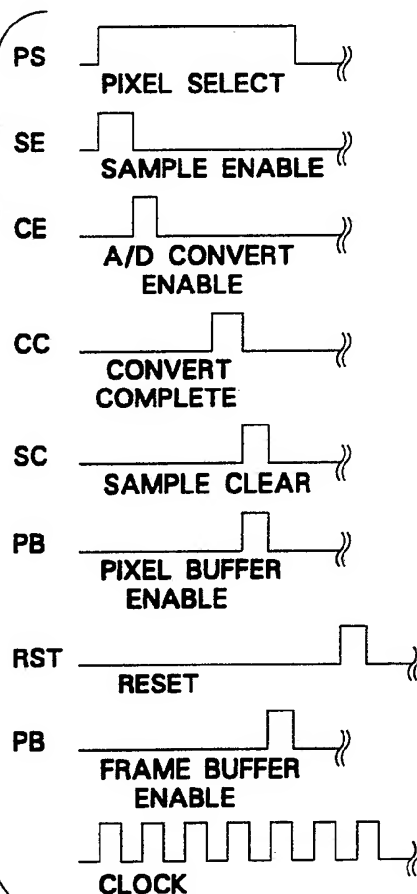 PS
PIXEL SELECT
SE
SAMPLE ENABLE
CE
A/D CONVERT
ENABLE
CC
CONVERT
COMPLETE
SC
SAMPLE CLEAR
PB
PIXEL BUFFER
ENABLE
RST
RESET
PB
FRAME BUFFER
ENABLE
CLOCK